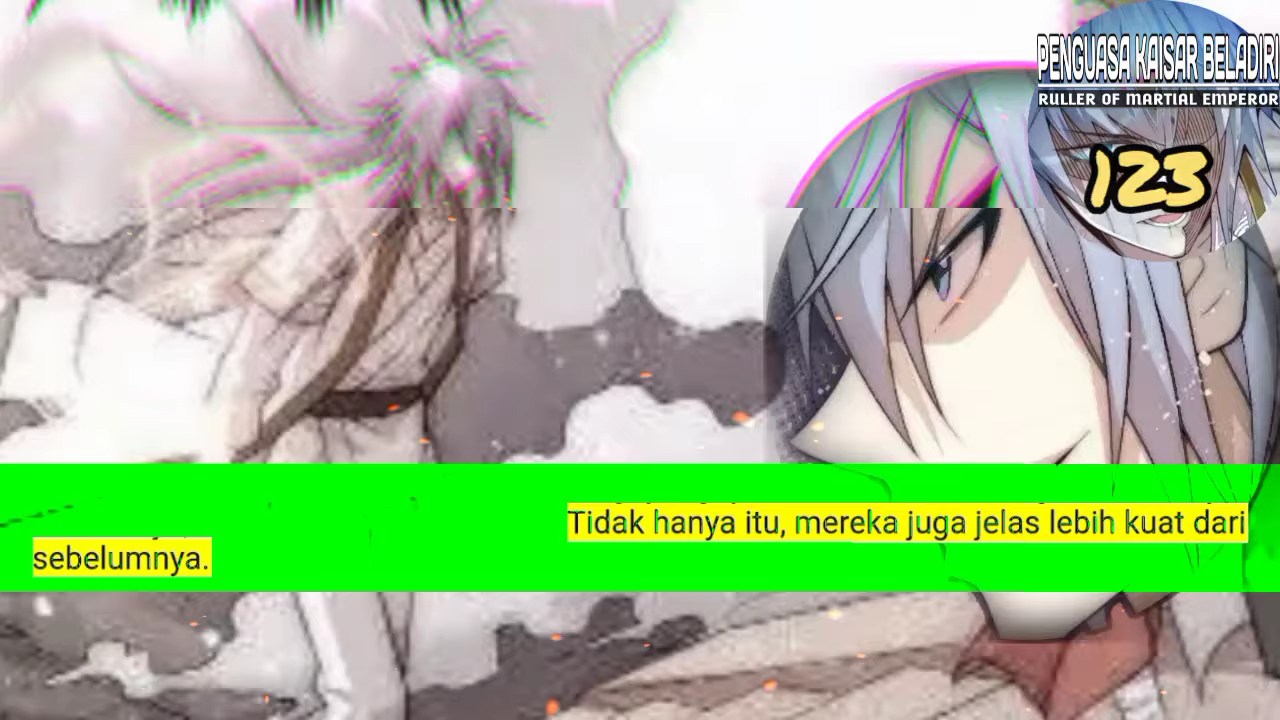 PENGUASA KAISAR BELADIRI
RULLER OF MARTIAL EMPEROR
123
Tidak hanya itu, mereka juga jelas lebih kuat dari
sebelumnya.